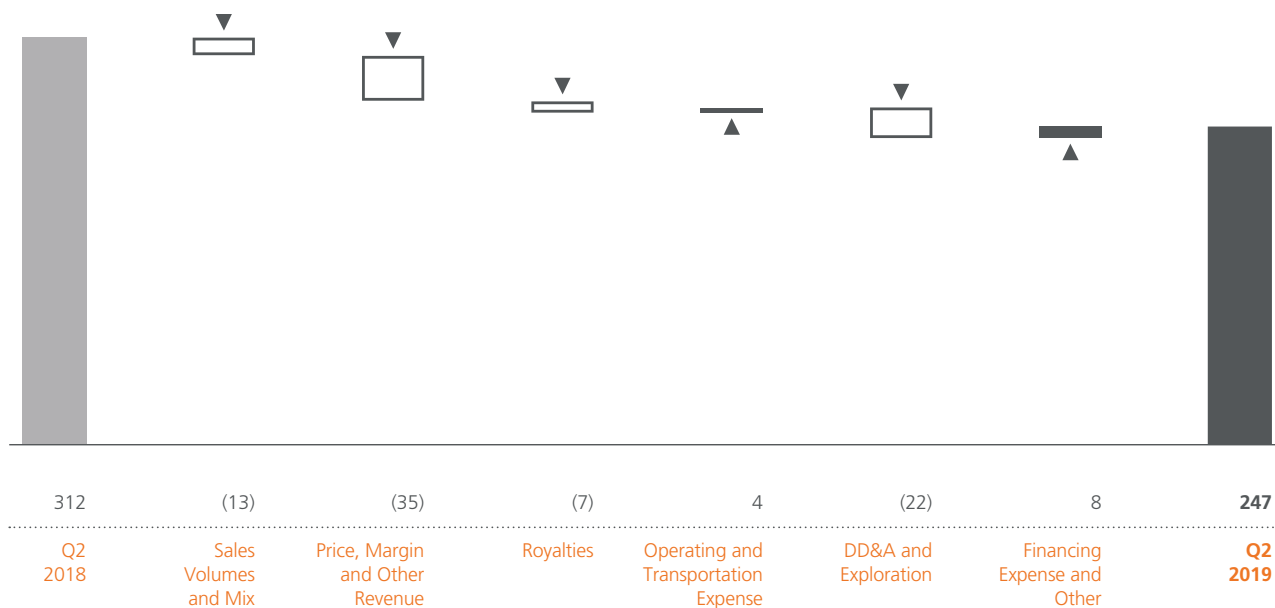 312 (13) (35) (7) 4 (22) 8 247
Q2 Sales Price, Margin Royalties Operating and DD&A and Financing Q2
2018 Volumes and Other Transportation Exploration Expense and 2019
and Mix Revenue Expense Other